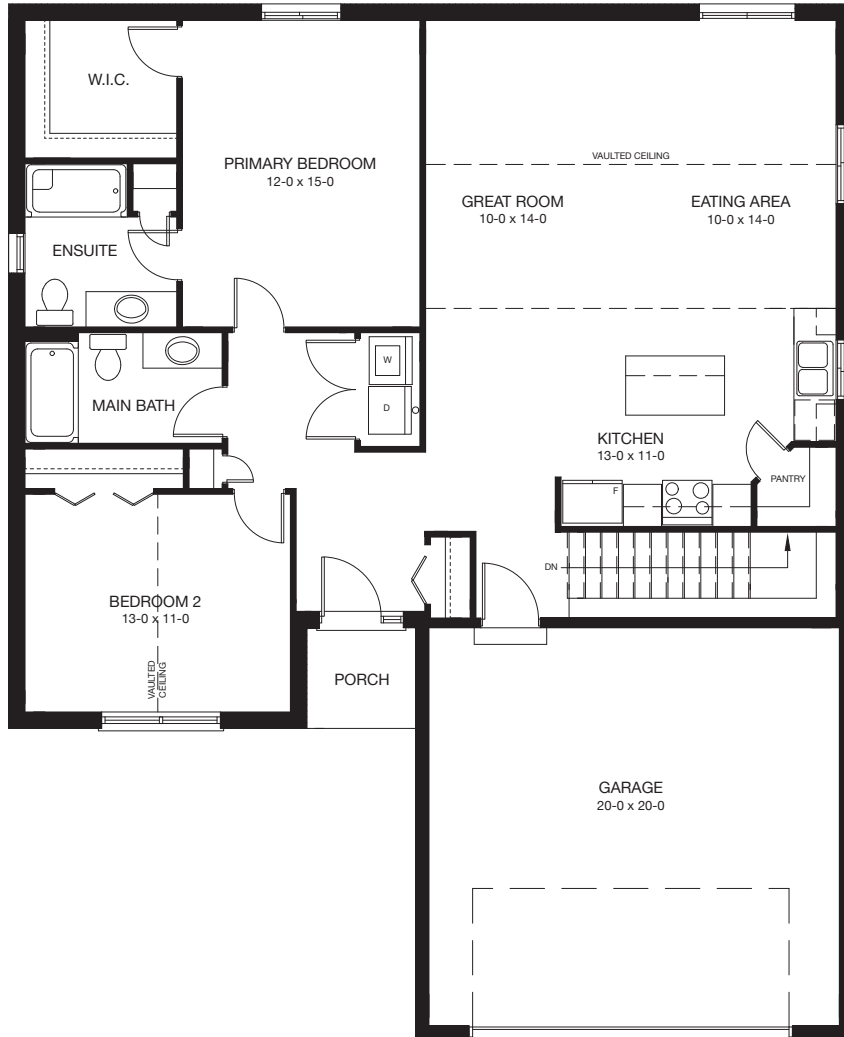 W.I.C.
PRIMARY BEDROOM
12-0 x 15-0
VAULTED CEILING
GREAT ROOM
10-0 x 14-0
EATING AREA
10-0 x 14-0
ENSUITE
W
D
MAIN BATH
KITCHEN
13-0 x 11-0
PANTRY
F
DN
BEDROOM 2
13-0 x 11-0
VAULTED
CEILING
PORCH
GARAGE
20-0 x 20-0